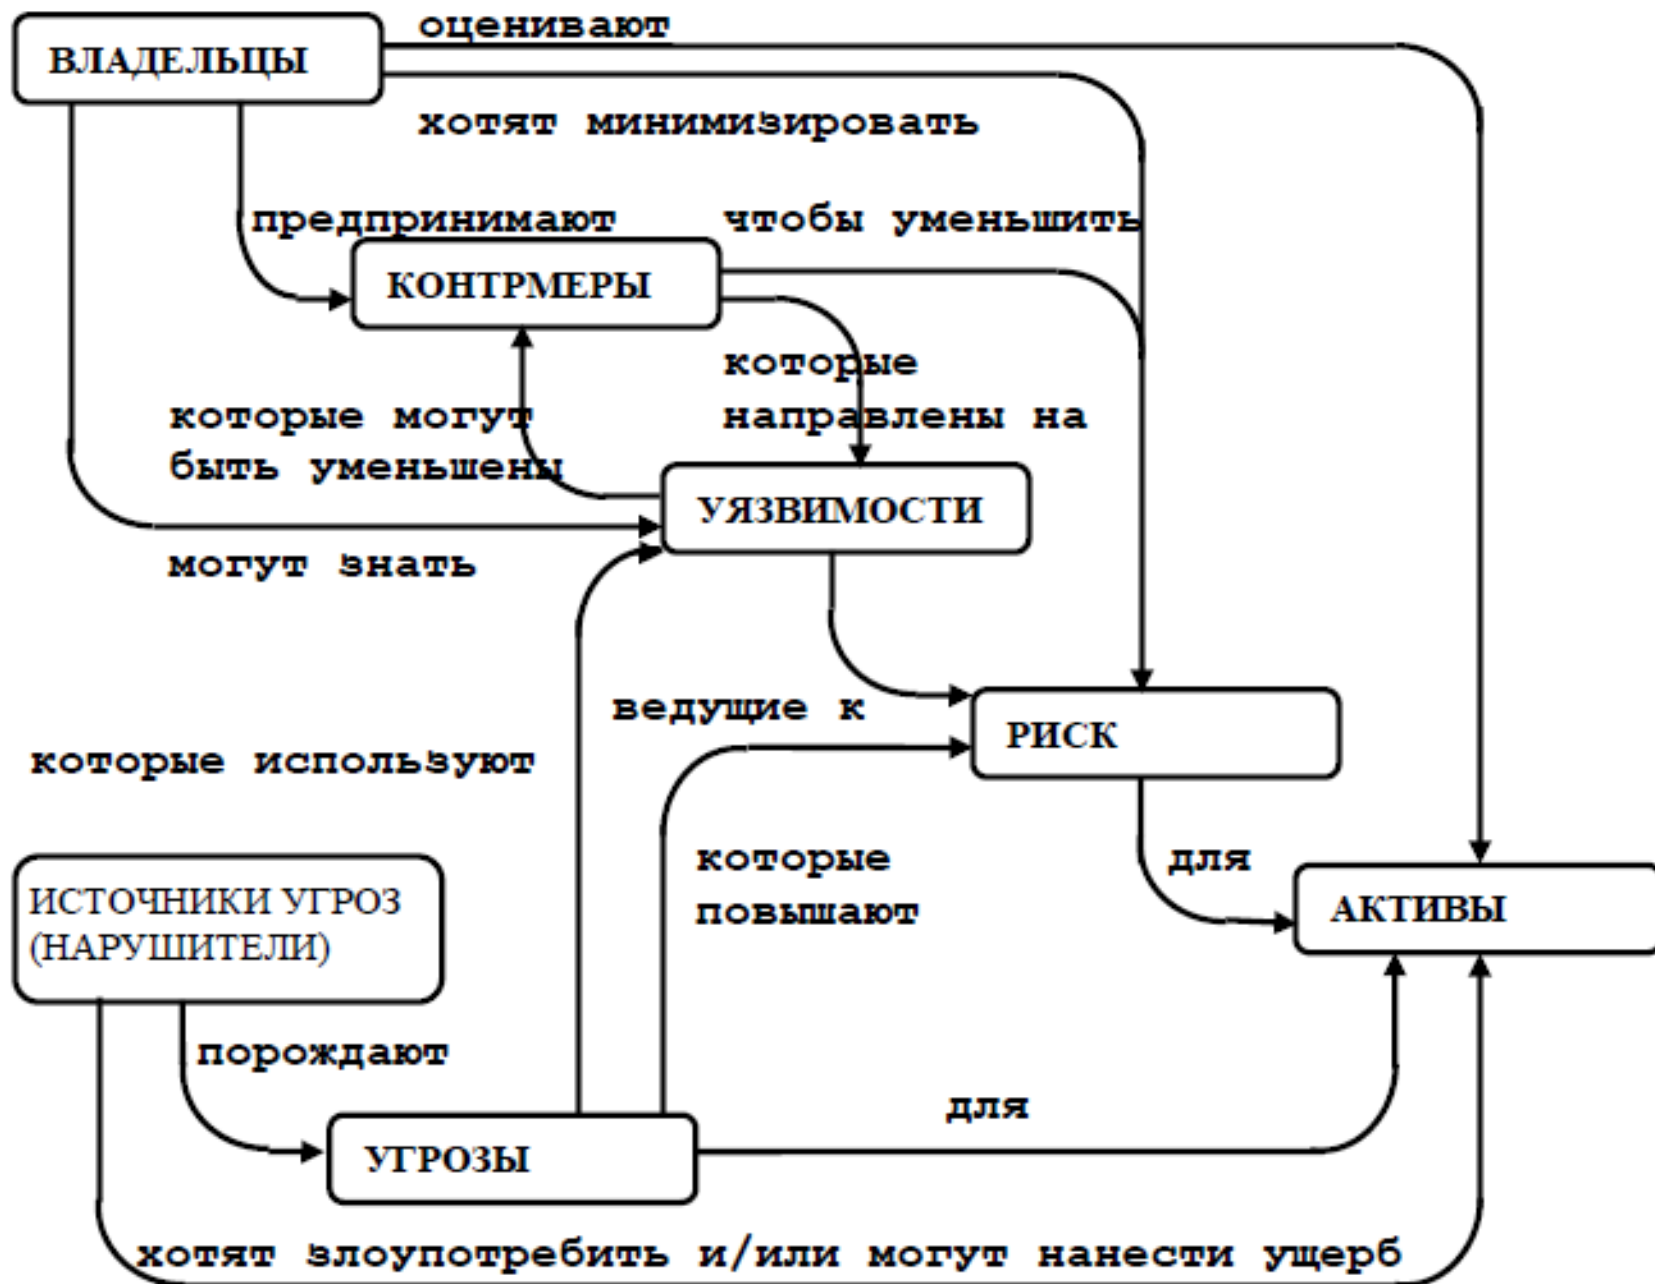 оценивают
ВЛАДЕЛЬЦЫ
хотят минимизировать
предпринимают
чтобы уменьшить
КОНТРМЕРЫ
которые
направлены на
которые могут
быть уменьшены
УЯЗВИМОСТИ
могут знать
ведущие к
РИСК
которые используют
которые
повышают
для
ИСТОЧНИКИ УГРОЗ
(НАРУШИТЕЛИ)
АКТИВЫ
порождают
для
УГРОЗЫ
хотят злоупотребить и/или могут нанести ущерб